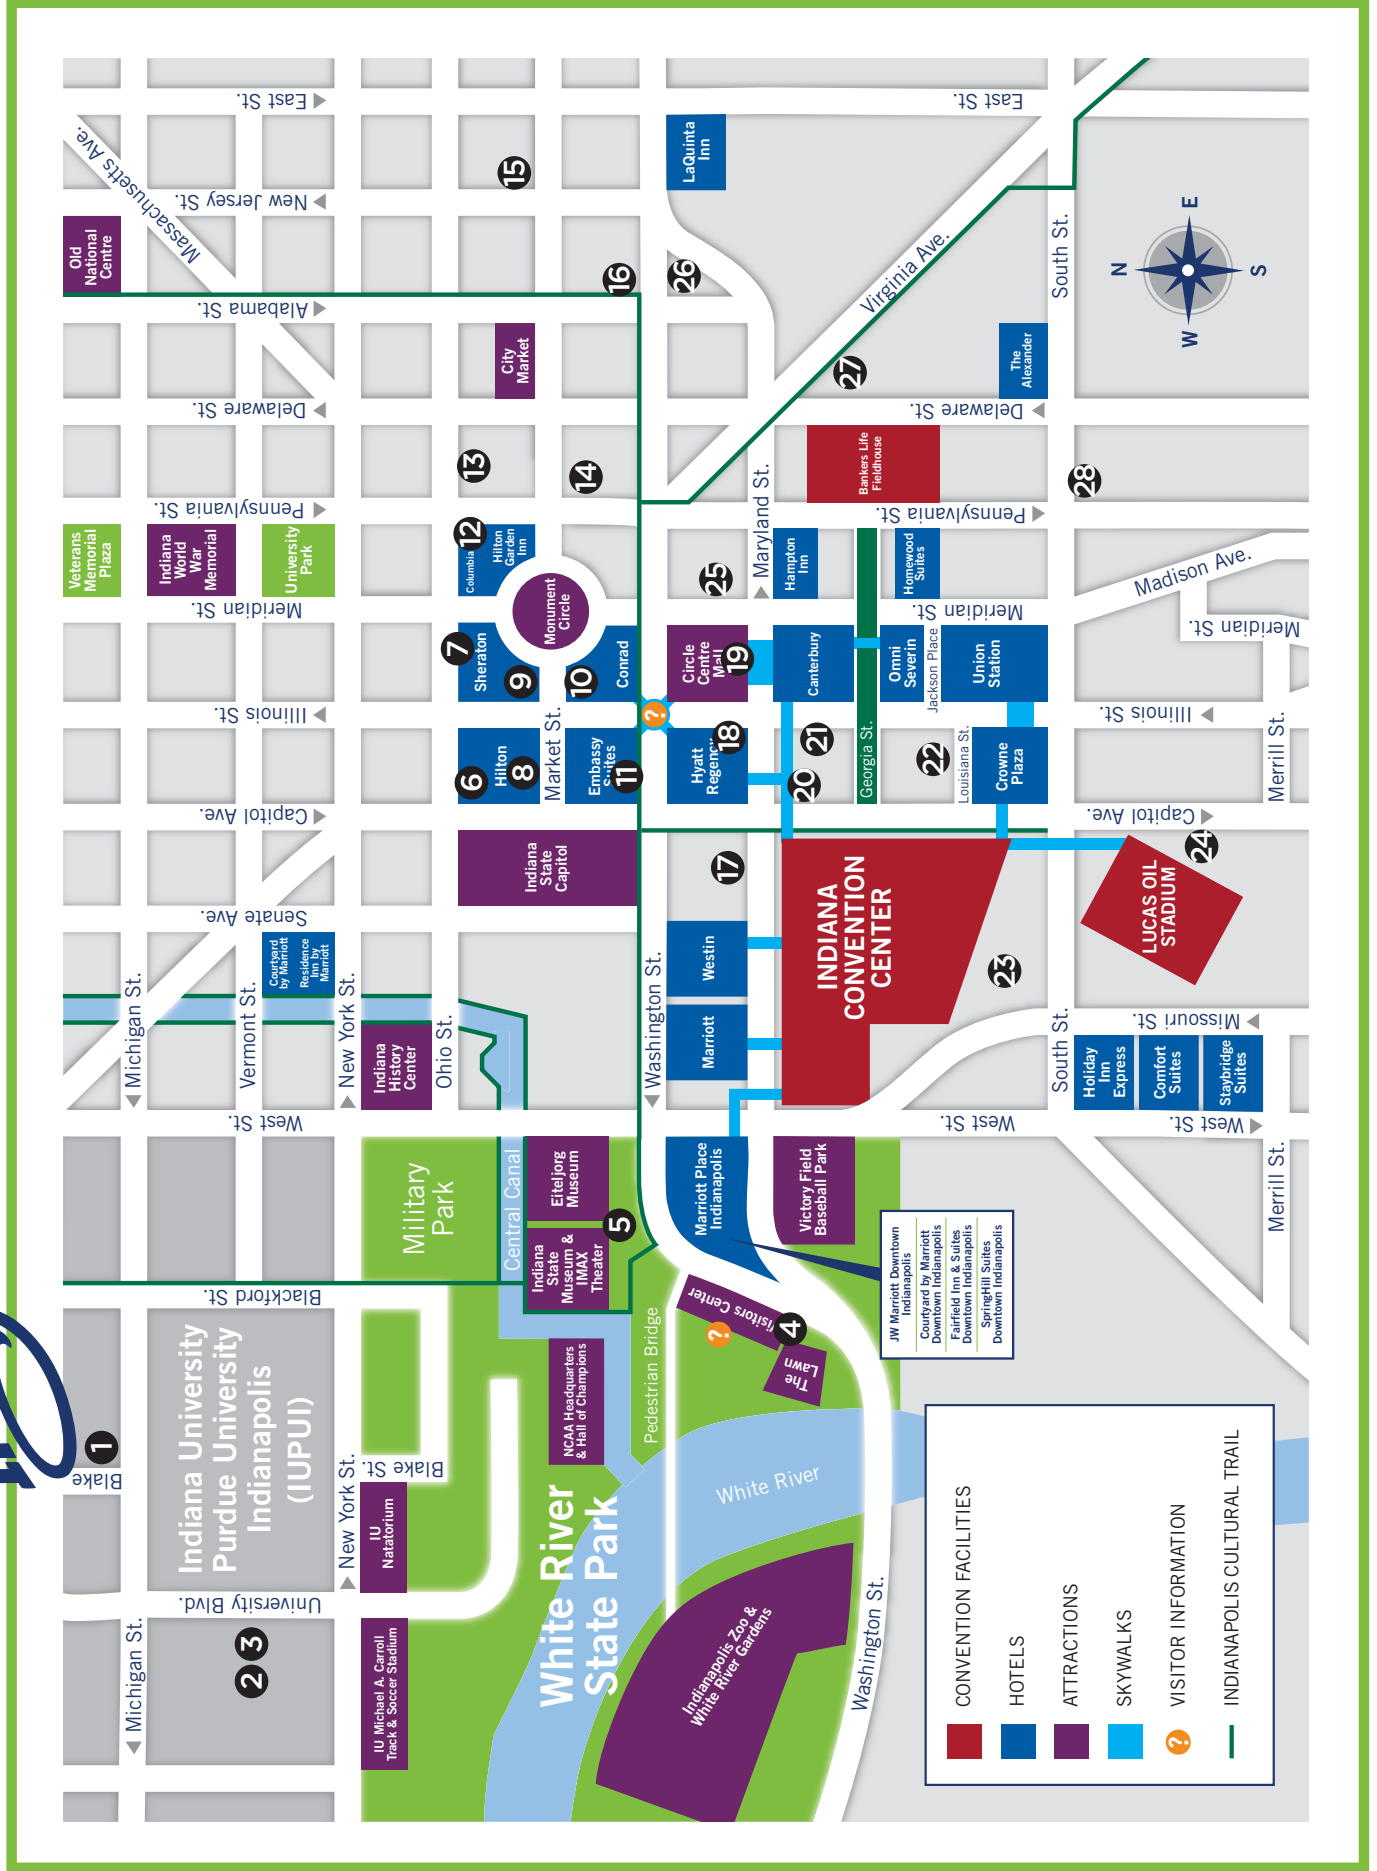 East St.
East St.
Massachusetts Ave.
New Jersey St.
LaQuinta
Inn
Old
National
Centre
15
16
26
Alabama St.
Virginia Ave.
South St.
N
E
S
W
City
Market
27
The
Alexander
Delaware St.
Delaware St.
13
14
Bankers Life
Fieldhouse
28
Pennsylvania St.
Maryland St.
Pennsylvania St.
Veterans
Memorial
Plaza
Indiana
World
War
Memorial
University
Park
12
Columbia
Hilton
Garden
Inn
25
Hampton
Inn
Homewood
Suites
Madison Ave.
Meridian St.
Monument
Circle
Meridian St.
Meridian St.
7
Sheraton
9
10
Conrad
Circle
Centre
Mall
19
Canterbury
Omni
Severin
Jackson Place
Union
Station
Illinois St.
?
Illinois St.
Market St.
6
Hilton
8
Embassy
Suites
11
Hyatt
Regency
18
20
21
Georgia St.
22
Louisiana St.
Crowne
Plaza
Merrill St.
Capitol Ave.
Capitol Ave.
Indiana
State
Capitol
17
INDIANA
CONVENTION
CENTER
24
LUCAS OIL
STADIUM
Senate Ave.
Courtyard
by Marriott
Residence
Inn by
Marriott
Westin
23
Michigan St.
Vermont St.
New York St.
Ohio St.
Washington St.
Marriott
South St.
Missouri St.
Indiana
History
Center
Holiday
Inn
Express
Comfort
Suites
Staybridge
Suites
West St.
West St.
West St.
Military
Park
Central Canal
Eiteljorg
Museum
5
Indiana
State
Museum &
IMAX
Theater
Marriott Place
Indianapolis
Victory Field
Baseball Park
Merrill St.
Blackford St.
JW Marriott Downtown
Indianapolis
Courtyard by Marriott
Downtown Indianapolis
Fairfield Inn & Suites
Downtown Indianapolis
SpringHill Suites
Downtown Indianapolis
Visitors Center
?
4
The
Lawn
Indiana University
Purdue University
Indianapolis
(IUPUI)
NCAA Headquarters
& Hall of Champions
Pedestrian Bridge
1
Blake
Blake St.
New York St.
IU
Natatorium
White River
State Park
White River
University Blvd.
Michigan St.
2
3
IU Michael A. Carroll
Track & Soccer Stadium
Indianapolis Zoo &
White River Gardens
Washington St.
CONVENTION FACILITIES
HOTELS
ATTRACTIONS
SKYWALKS
? VISITOR INFORMATION
INDIANAPOLIS CULTURAL TRAIL